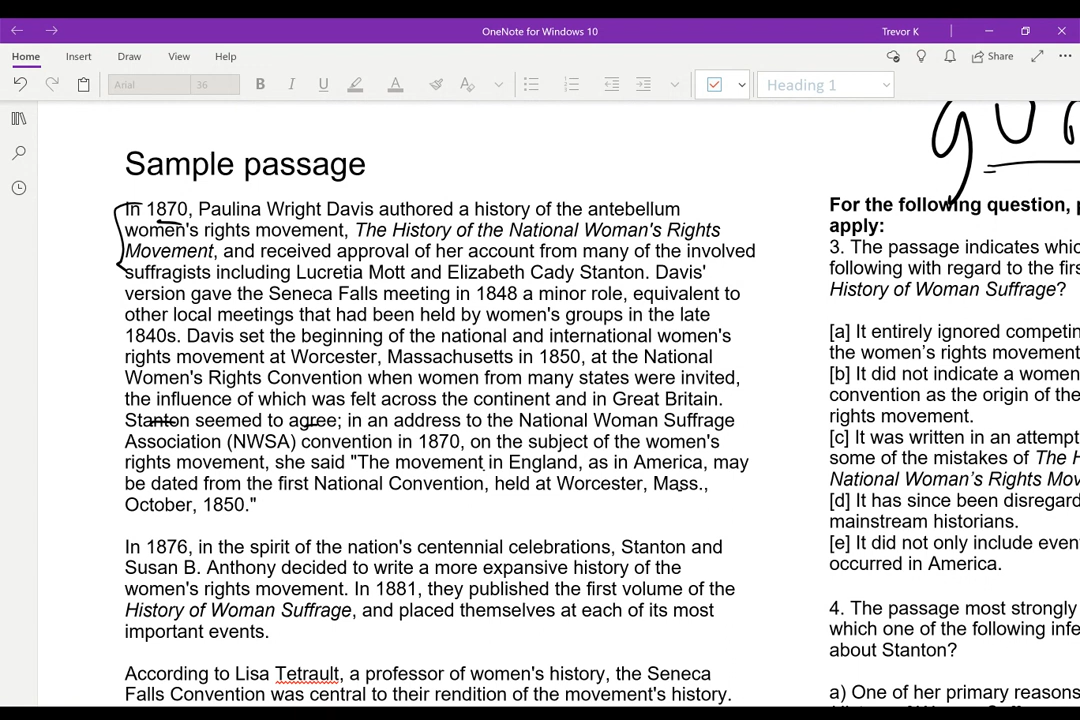 OneNote for Windows 10
Trevor K
Home Insert Draw View Help
Share
Arial 36 B I U A Heading 1
Sample passage
In 1870, Paulina Wright Davis authored a history of the antebellum
women's rights movement, The History of the National Woman's Rights
Movement, and received approval of her account from many of the involved
suffragists including Lucretia Mott and Elizabeth Cady Stanton. Davis'
version gave the Seneca Falls meeting in 1848 a minor role, equivalent to
other local meetings that had been held by women's groups in the late
1840s. Davis set the beginning of the national and international women's
rights movement at Worcester, Massachusetts in 1850, at the National
Women's Rights Convention when women from many states were invited,
the influence of which was felt across the continent and in Great Britain.
Stanton seemed to agree; in an address to the National Woman Suffrage
Association (NWSA) convention in 1870, on the subject of the women's
rights movement, she said "The movement in England, as in America, may
be dated from the first National Convention, held at Worcester, Mass.,
October, 1850."
In 1876, in the spirit of the nation's centennial celebrations, Stanton and
Susan B. Anthony decided to write a more expansive history of the
women's rights movement. In 1881, they published the first volume of the
History of Woman Suffrage, and placed themselves at each of its most
important events.
According to Lisa Tetrault, a professor of women's history, the Seneca
Falls Convention was central to their rendition of the movement's history.
For the following question,
apply:
3. The passage indicates whic
following with regard to the firs
History of Woman Suffrage?
[a] It entirely ignored competin
the women's rights movement
[b] It did not indicate a women
convention as the origin of the
rights movement.
[c] It was written in an attempt
some of the mistakes of The H
National Woman's Rights Mov
[d] It has since been disregard
mainstream historians.
[e] It did not only include even
occurred in America.
4. The passage most strongly
which one of the following infe
about Stanton?
a) One of her primary reasons